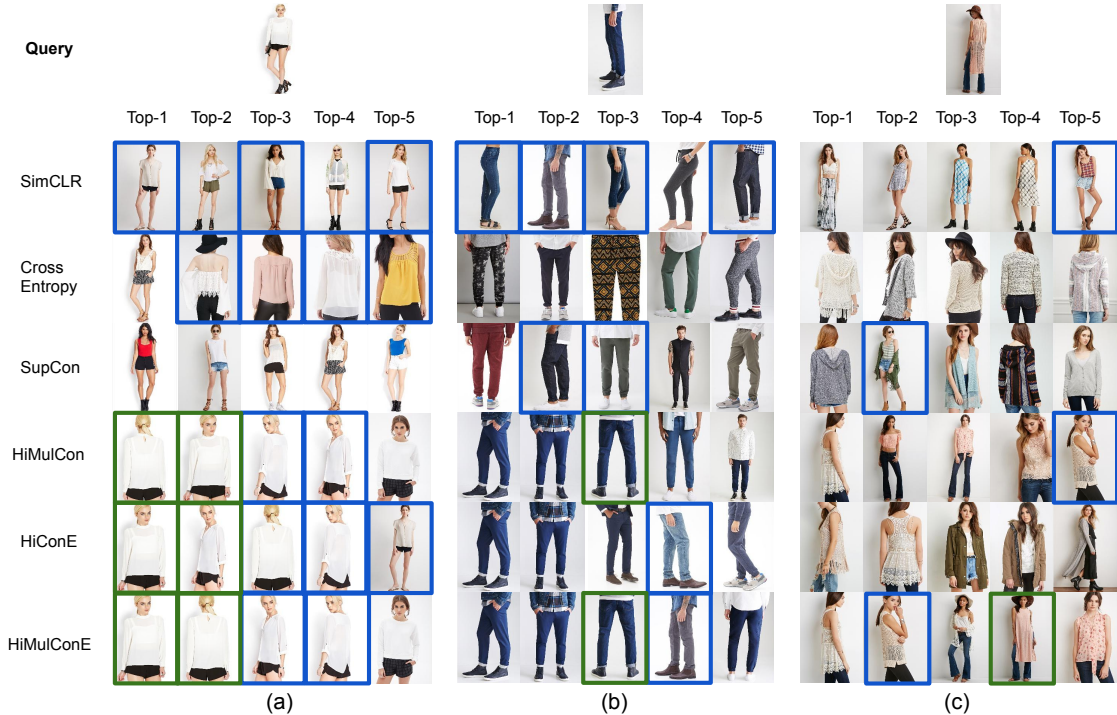 Query
Top-1 Top-2 Top-3 Top-4 Top-5 Top-1 Top-2 Top-3 Top-4 Top-5 Top-1 Top-2 Top-3 Top-4 Top-5
SimCLR
Cross
Entropy
SupCon
HiMulCon
HiConE
HiMulConE
(a) (b) (c)